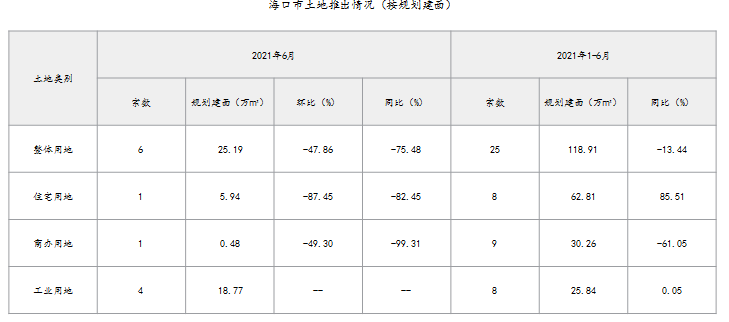 海口市土地推出情况（按规划建面）
土地类别 2021年6月 2021年1-6月
宗数 规划建面（万㎡） 环比（%） 同比（%） 宗数 规划建面（万㎡） 同比（%）
整体用地 6 25.19 -47.86 -75.48 25 118.91 -13.44
住宅用地 1 5.94 -87.45 -82.45 8 62.81 85.51
商办用地 1 0.48 -49.30 -99.31 9 30.26 -61.05
工业用地 4 18.77 -- -- 8 25.84 0.05